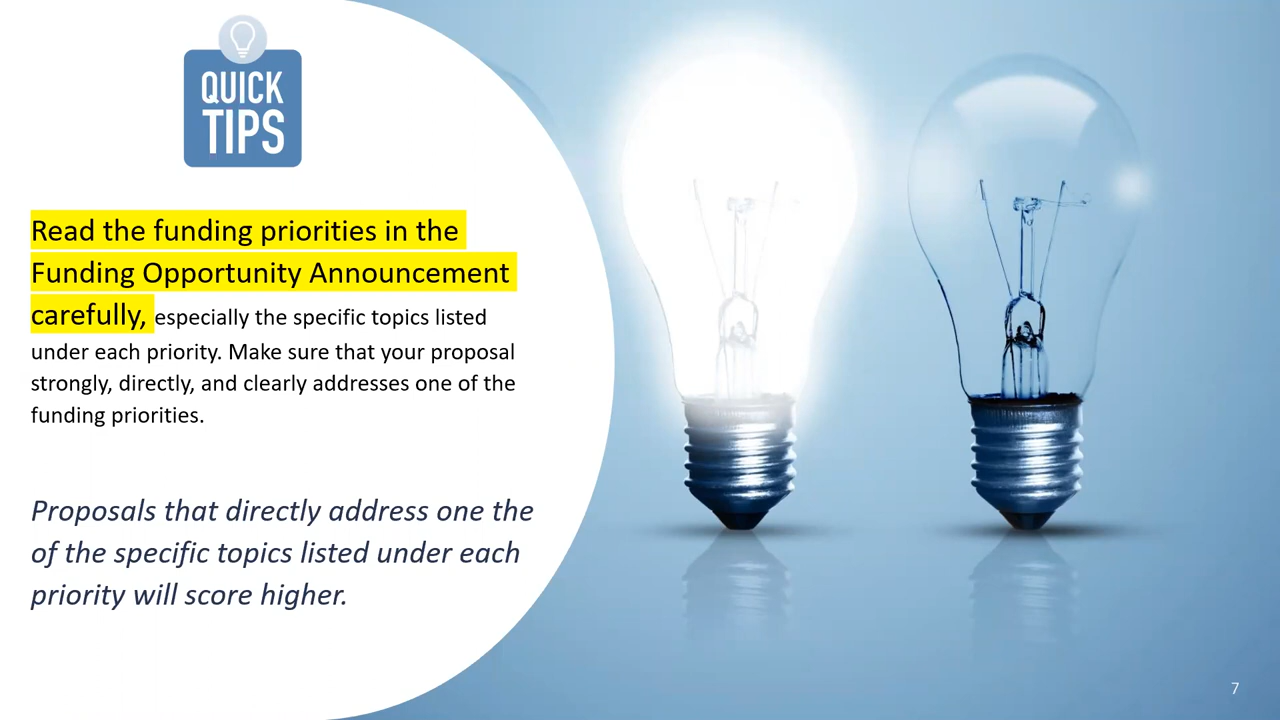 QUICK
TIPS
Read the funding priorities in the
Funding Opportunity Announcement
carefully, especially the specific topics listed
under each priority. Make sure that your proposal
strongly, directly, and clearly addresses one of the
funding priorities.
Proposals that directly address one the
of the specific topics listed under each
priority will score higher.
7